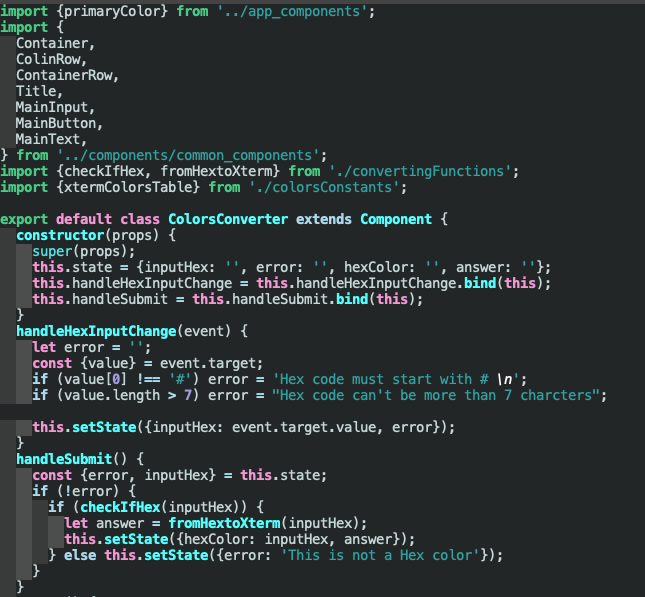 import {primaryColor} from '../app_components';
import {
  Container,
  ColinRow,
  ContainerRow,
  Title,
  MainInput,
  MainButton,
  MainText,
} from '../components/common_components';
import {checkIfHex, fromHextoXterm} from './convertingFunctions';
import {xtermColorsTable} from './colorsConstants';

export default class ColorsConverter extends Component {
  constructor(props) {
    super(props);
    this.state = {inputHex: '', error: '', hexColor: '', answer: ''};
    this.handleHexInputChange = this.handleHexInputChange.bind(this);
    this.handleSubmit = this.handleSubmit.bind(this);
  }
  handleHexInputChange(event) {
    let error = '';
    const {value} = event.target;
    if (value[0] !== '#') error = 'Hex code must start with # \n';
    if (value.length > 7) error = "Hex code can't be more than 7 charcters";

    this.setState({inputHex: event.target.value, error});
  }
  handleSubmit() {
    const {error, inputHex} = this.state;
    if (!error) {
      if (checkIfHex(inputHex)) {
        let answer = fromHextoXterm(inputHex);
        this.setState({hexColor: inputHex, answer});
      } else this.setState({error: 'This is not a Hex color'});
    }
  }